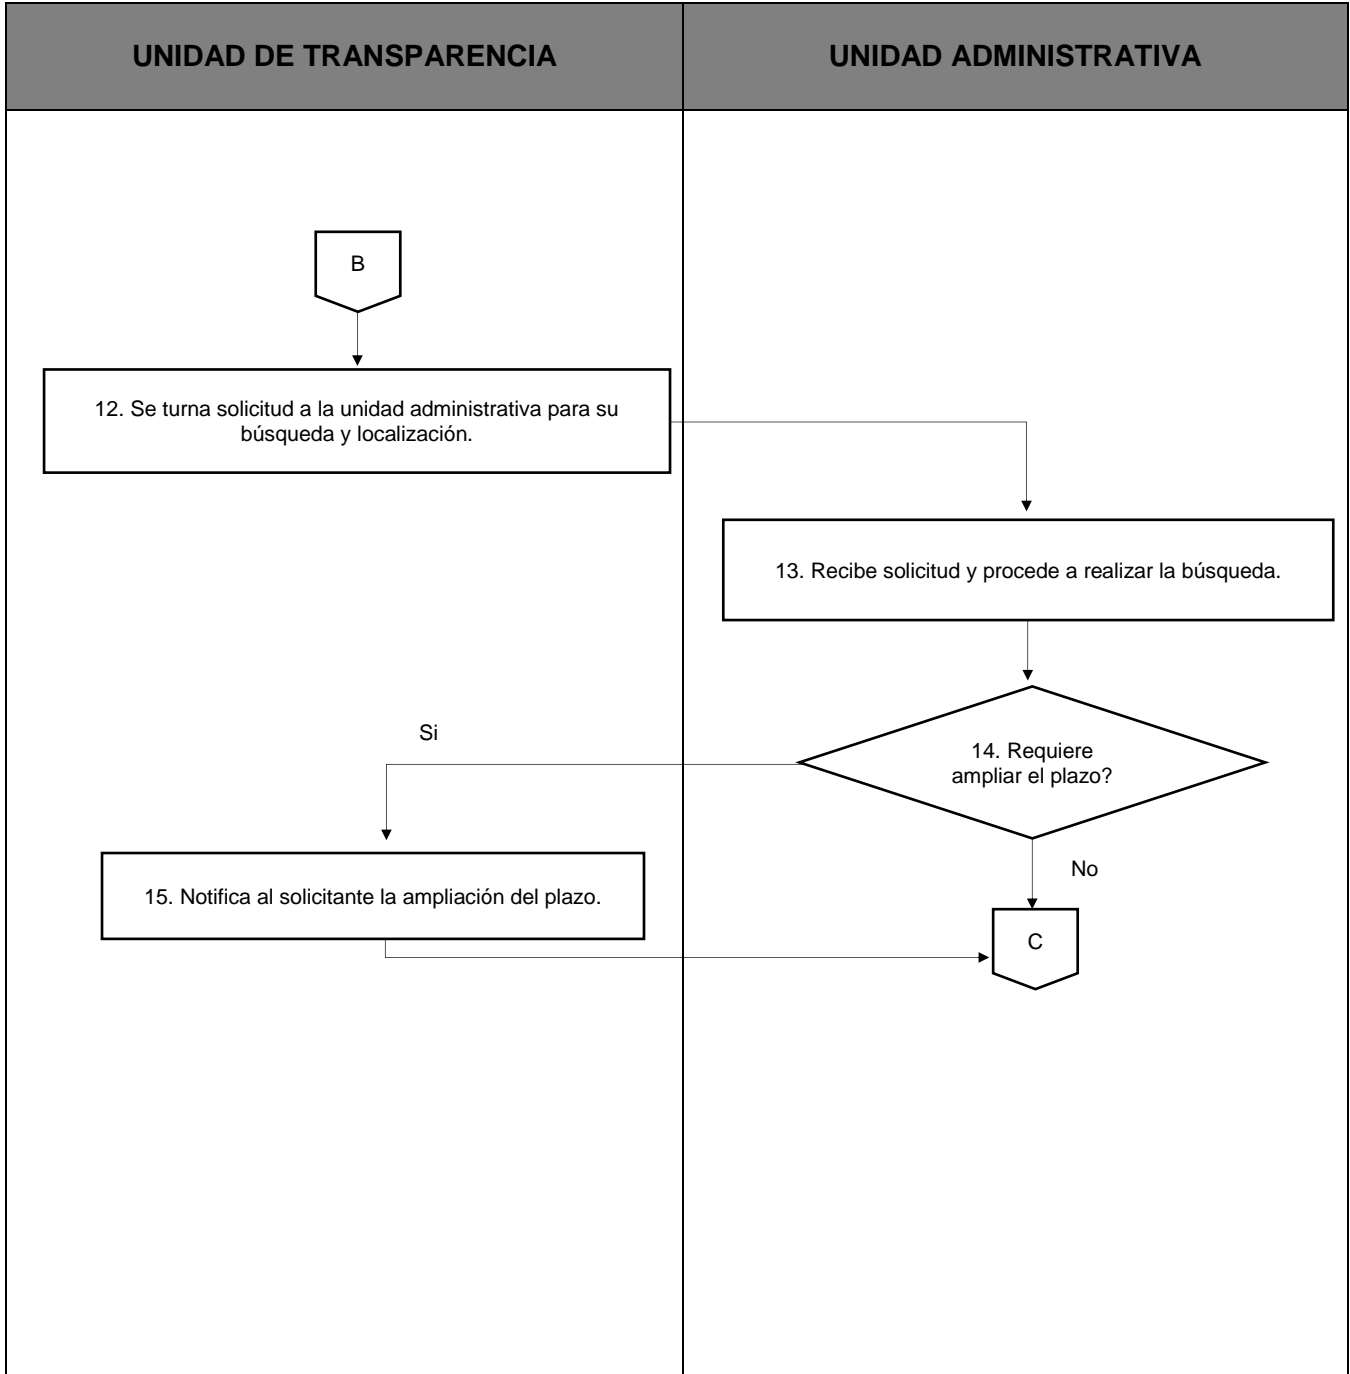 UNIDAD DE TRANSPARENCIA
UNIDAD ADMINISTRATIVA
B
12. Se turna solicitud a la unidad administrativa para su
búsqueda y localización.
13. Recibe solicitud y procede a realizar la búsqueda.
14. Requiere
ampliar el plazo?
Si
15. Notifica al solicitante la ampliación del plazo.
No
C